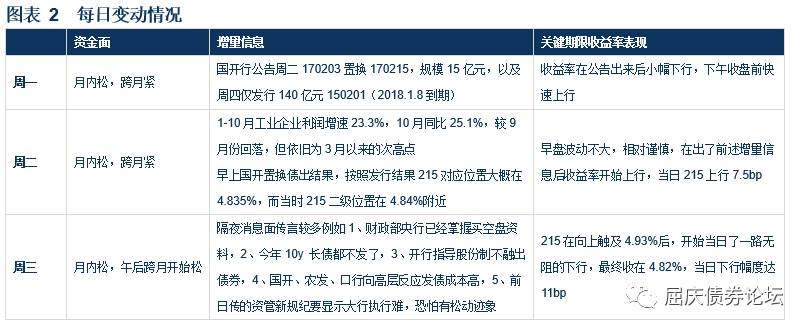 图表 2 每日变动情况
资金面
增量信息
关键期限收益率表现
周一
月内松，跨月紧
国开行公告周二 170203 置换 170215，规模 15 亿元，以及
周四仅发行 140 亿元 150201（2018.1.8 到期）
收益率在公告出来后小幅下行，下午收盘前快
速上行
周二
月内松，跨月紧
1-10 月工业企业利润增速 23.3%，10 月同比 25.1%，较 9
月份回落，但依旧为 3 月以来的次高点
早上国开置换债出结果，按照发行结果 215 对应位置大概在
4.835%，而当时 215 二级位置在 4.84%附近
早盘波动不大，相对谨慎，在出了前述增量信
息后收益率开始上行，当日 215 上行 7.5bp
周三
月内松，午后跨月开始松
隔夜消息面传言较多例如 1、财政部央行已经掌握买空盘资
料，2、今年 10y 长债都不发了，3、开行指导股份制不融出
债券，4、国开、农发、口行向高层反应发债成本高，5、前
日传的资管新规纪要显示大行执行难，恐怕有松动迹象
215 在向上触及 4.93%后，开始当日了一路无
阻的下行，最终收在 4.82%，当日下行幅度达
11bp
屈庆债券论坛